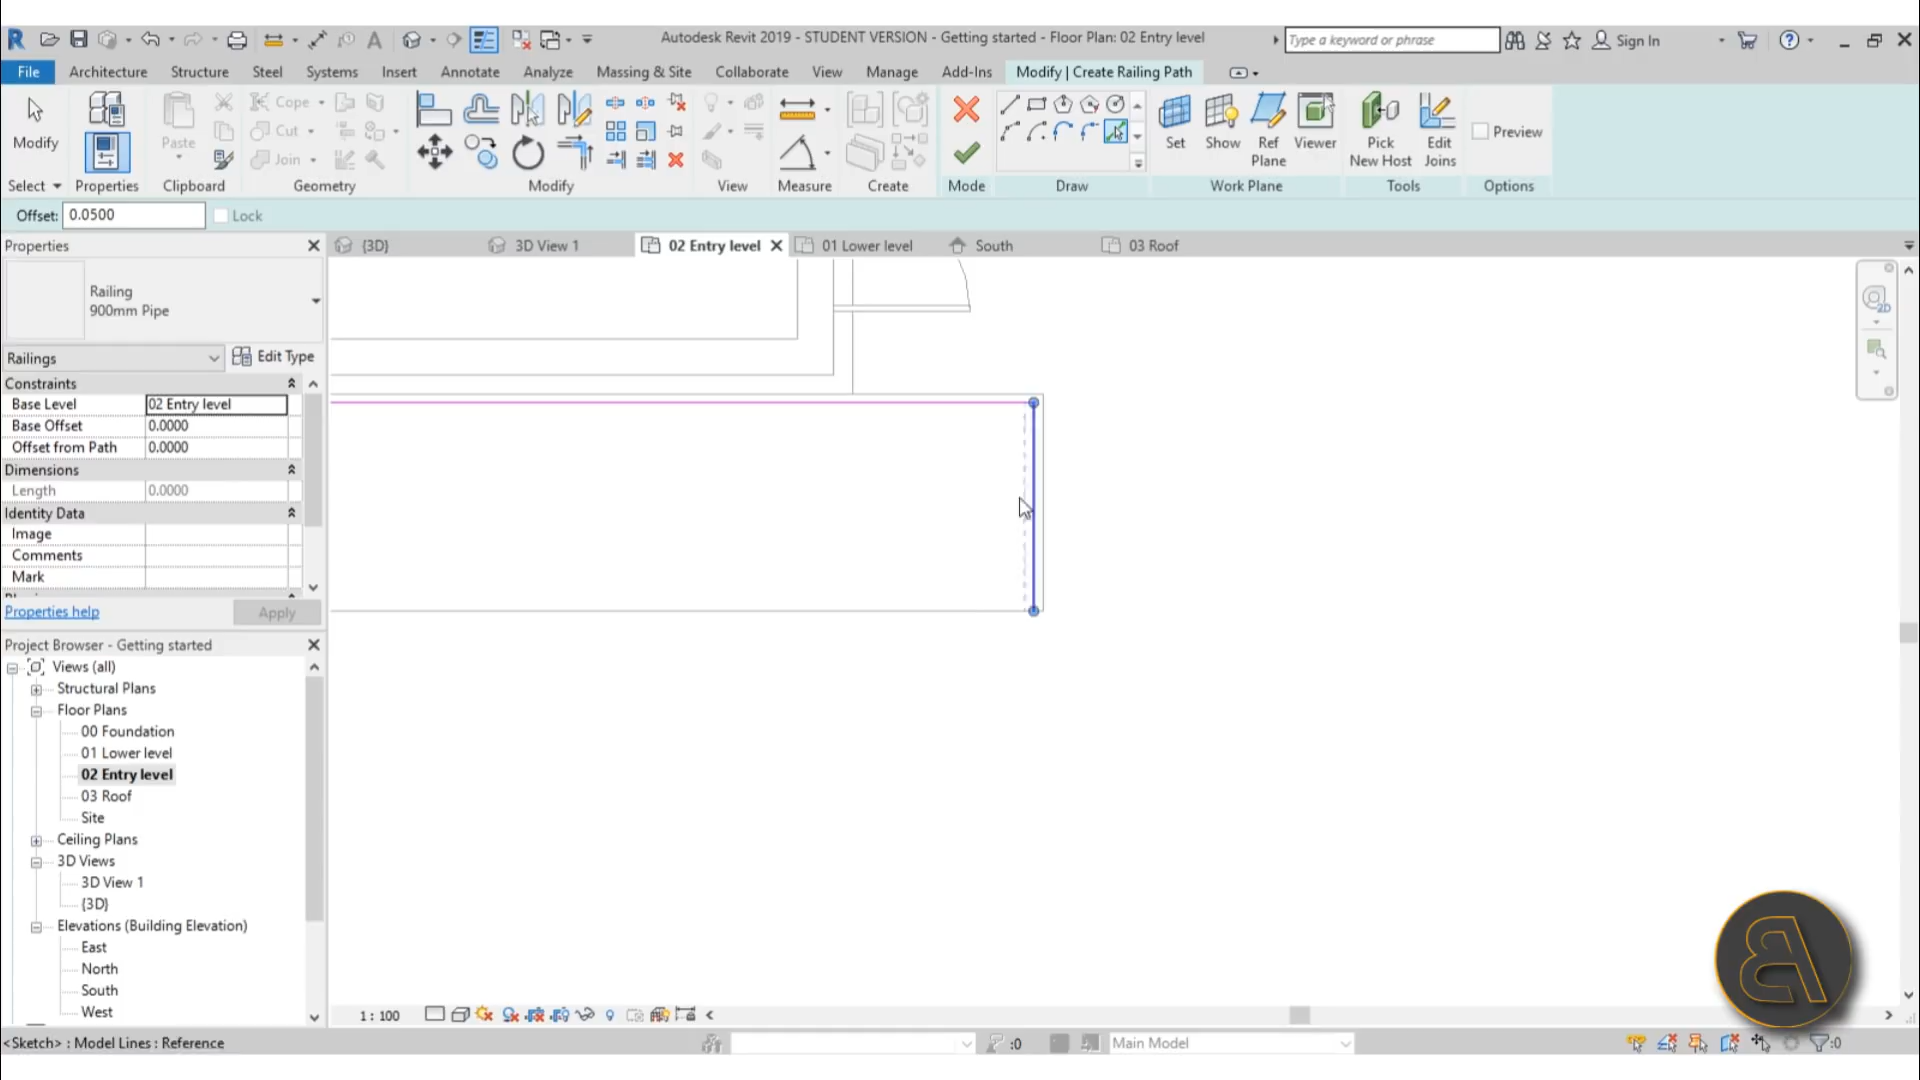 Autodesk Revit 2019 - STUDENT VERSION - Getting started - Floor Plan: 02 Entry level
Type a keyword or phrase
Sign In
File Architecture Structure Steel Systems Insert Annotate Analyze Massing & Site Collaborate View Manage Add-Ins Modify | Create Railing Path
Modify
Paste
Cope
Cut
Join
Set Show Ref Plane Viewer
Pick New Host Edit Joins
Preview
Select Properties Clipboard Geometry Modify View Measure Create Mode Draw Work Plane Tools Options
Offset: 0.0500 Lock
Properties
{3D} 3D View 1 02 Entry level 01 Lower level South 03 Roof
Railing
900mm Pipe
Railings Edit Type
Constraints
Base Level 02 Entry level
Base Offset 0.0000
Offset from Path 0.0000
Dimensions
Length 0.0000
Identity Data
Image
Comments
Mark
Properties help Apply
Project Browser - Getting started
Views (all)
Structural Plans
Floor Plans
00 Foundation
01 Lower level
02 Entry level
03 Roof
Site
Ceiling Plans
3D Views
3D View 1
{3D}
Elevations (Building Elevation)
East
North
South
West
1 : 100
<Sketch> : Model Lines : Reference
:0
Main Model
:0
2D